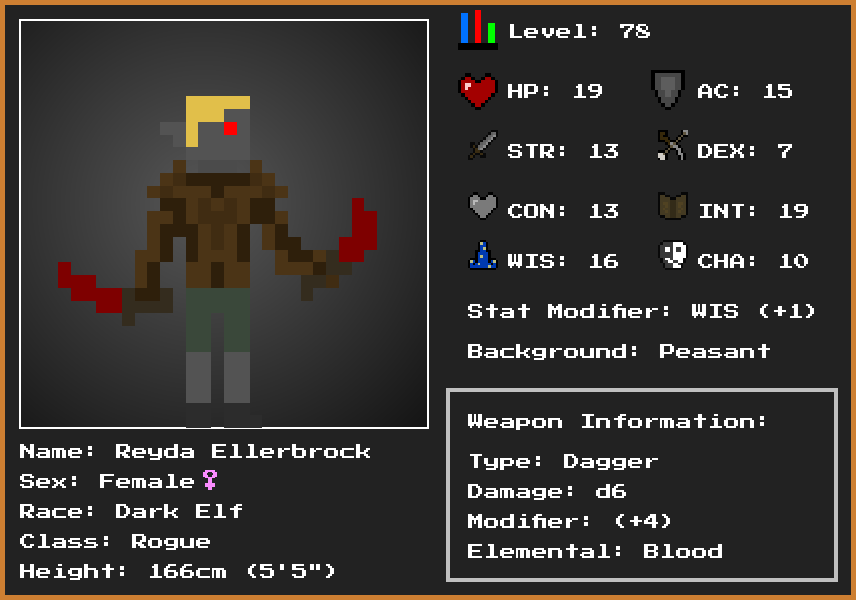 Level: 78
HP: 19
AC: 15
STR: 13
DEX: 7
CON: 13
INT: 19
WIS: 16
CHA: 10
Stat Modifier: WIS (+1)
Background: Peasant
Weapon Information:
Type: Dagger
Damage: d6
Modifier: (+4)
Elemental: Blood
Name: Reyda Ellerbrock
Sex: Female♀
Race: Dark Elf
Class: Rogue
Height: 166cm (5'5")